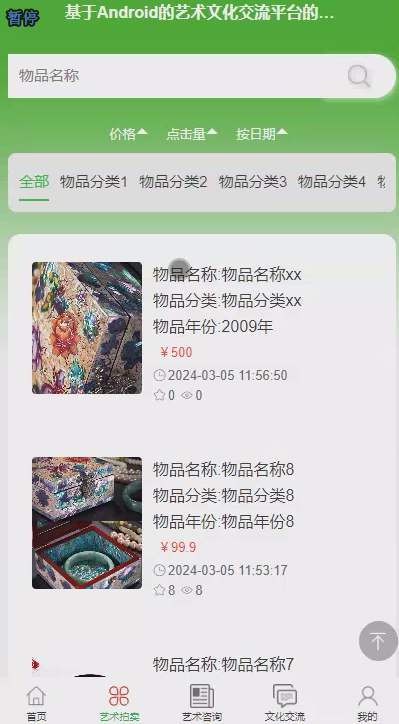 暂停
基于Android的艺术文化交流平台的...
物品名称
价格 点击量 按日期
全部 物品分类1 物品分类2 物品分类3 物品分类4
物品名称:物品名称xx
物品分类:物品分类xx
物品年份:2009年
￥500
2024-03-05 11:56:50
0 0
物品名称:物品名称8
物品分类:物品分类8
物品年份:物品年份8
￥99.9
2024-03-05 11:53:17
8 8
物品名称:物品名称7
首页 艺术拍卖 艺术咨询 文化交流 我的